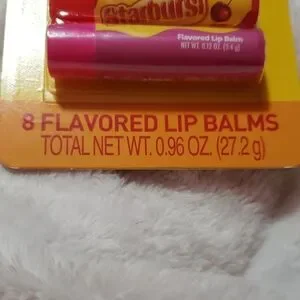 Starburst
Flavored Lip Balm
NET WT. 0.12 OZ. (3.4 g)
8 FLAVORED LIP BALMS
TOTAL NET WT. 0.96 OZ. (27.2 g)